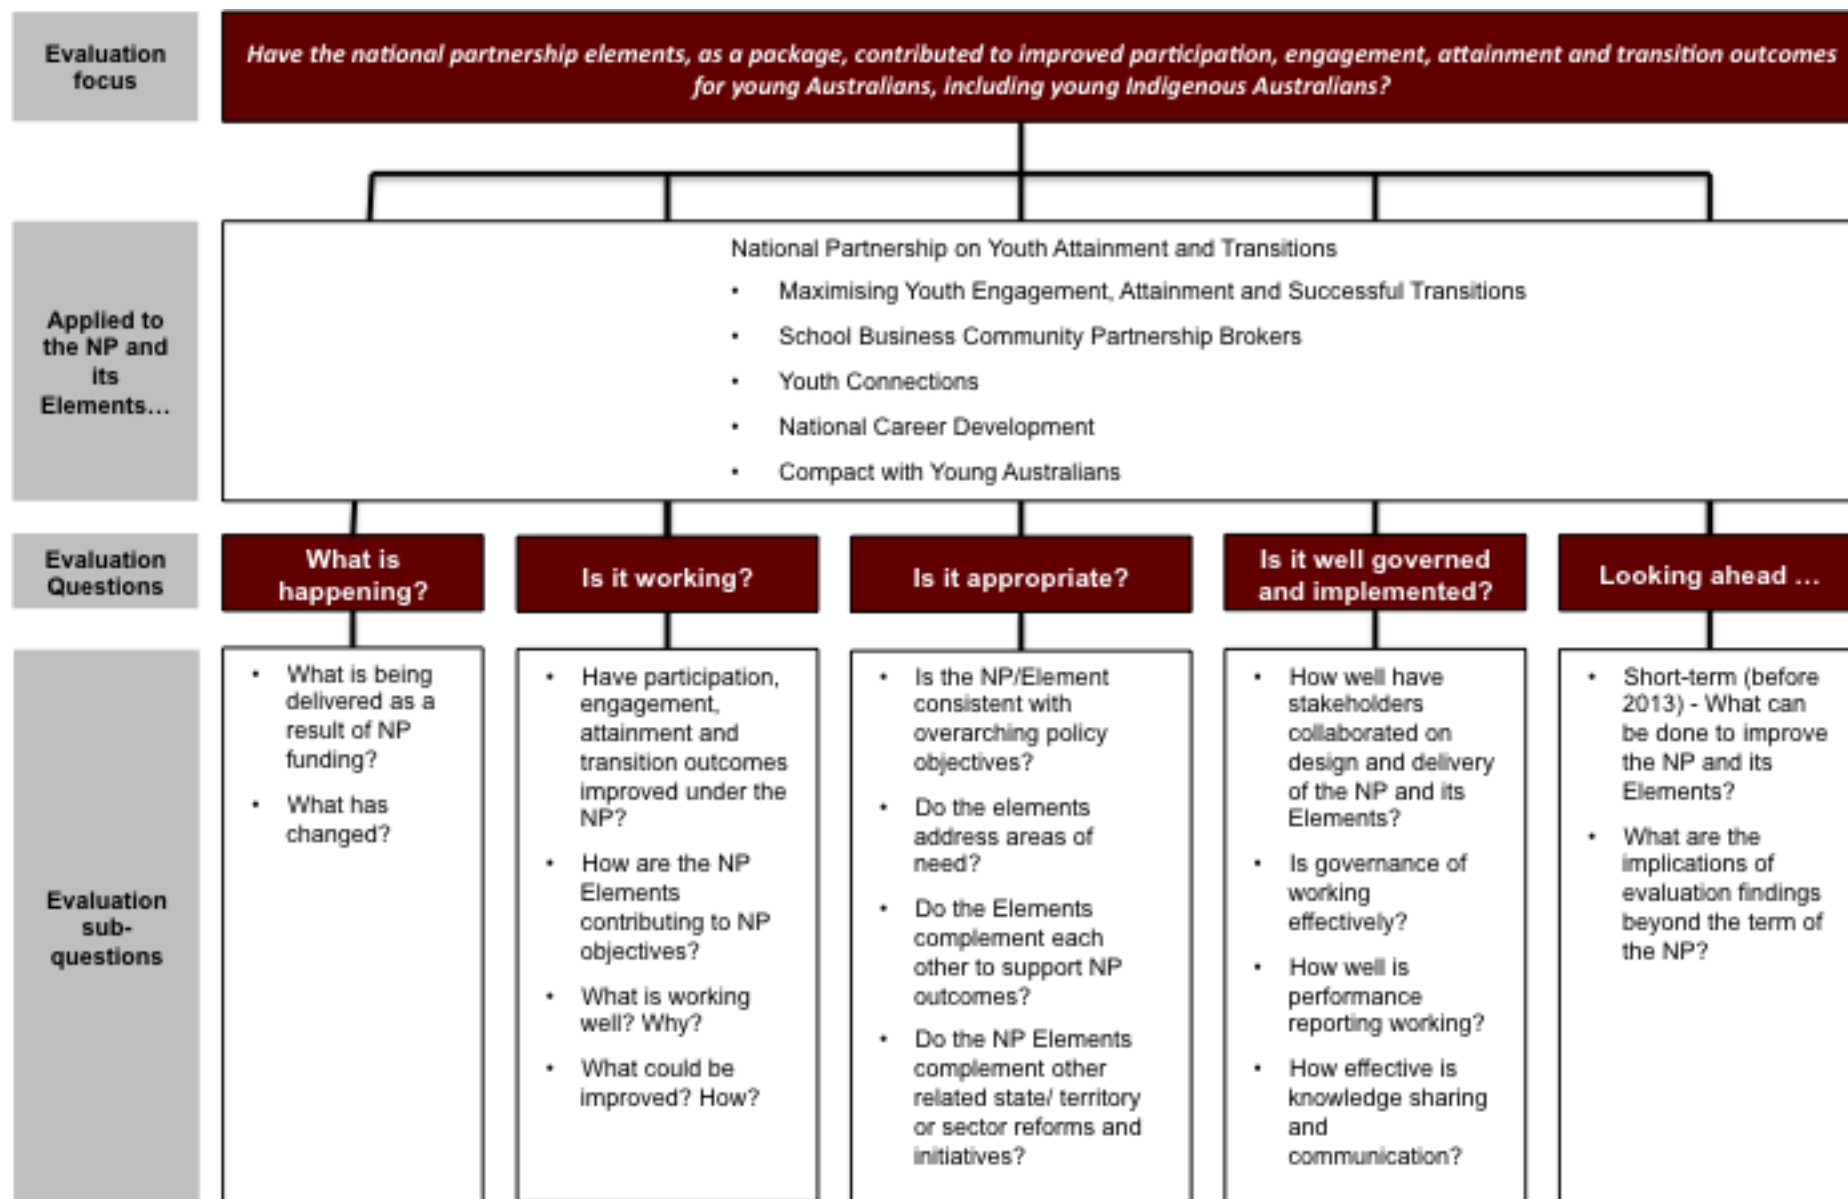 Evaluation
focus
Have the national partnership elements, as a package, contributed to improved participation, engagement, attainment and transition outcomes
for young Australians, including young Indigenous Australians?
Applied to
the NP and
its
Elements...
National Partnership on Youth Attainment and Transitions
• Maximising Youth Engagement, Attainment and Successful Transitions
• School Business Community Partnership Brokers
• Youth Connections
• National Career Development
• Compact with Young Australians
Evaluation
Questions
What is
happening?
Is it working?
Is it appropriate?
Is it well governed
and implemented?
Looking ahead ...
Evaluation
sub-
questions
• What is being
delivered as a
result of NP
funding?
• What has
changed?
• Have participation,
engagement,
attainment and
transition outcomes
improved under the
NP?
• How are the NP
Elements
contributing to NP
objectives?
• What is working
well? Why?
• What could be
improved? How?
• Is the NP/Element
consistent with
overarching policy
objectives?
• Do the elements
address areas of
need?
• Do the Elements
complement each
other to support NP
outcomes?
• Do the NP Elements
complement other
related state/ territory
or sector reforms and
initiatives?
• How well have
stakeholders
collaborated on
design and delivery
of the NP and its
Elements?
• Is governance of
working
effectively?
• How well is
performance
reporting working?
• How effective is
knowledge sharing
and
communication?
• Short-term (before
2013) - What can
be done to improve
the NP and its
Elements?
• What are the
implications of
evaluation findings
beyond the term of
the NP?